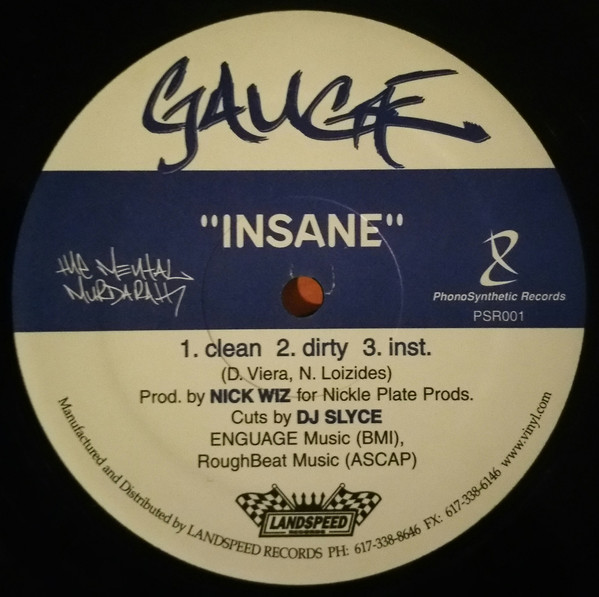 GAUGE
"INSANE"
THE MENTAL
MURDARAH
PhonoSynthetic Records
PSR001
1. clean 2. dirty 3. inst.
(D. Viera, N. Loizides)
Prod. by NICK WIZ for Nickle Plate Prods.
Cuts by DJ SLYCE
ENGUAGE Music (BMI),
RoughBeat Music (ASCAP)
LANDSPEED
RECORDS
Manufactured and Distributed by LANDSPEED RECORDS PH: 617-338-8646 FX: 617-338-6146 www.vinyl.com